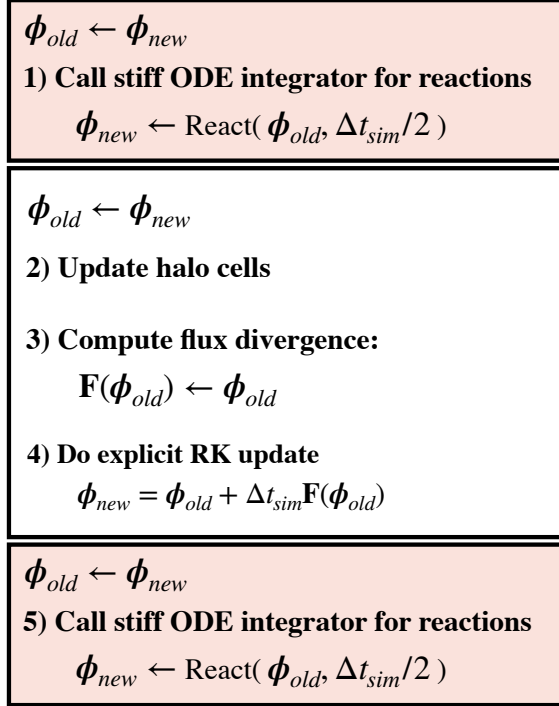 ϕ_old ← ϕ_new
1) Call stiff ODE integrator for reactions
ϕ_new ← React( ϕ_old, Δt_sim/2 )
ϕ_old ← ϕ_new
2) Update halo cells
3) Compute flux divergence:
F(ϕ_old) ← ϕ_old
4) Do explicit RK update
ϕ_new = ϕ_old + Δt_sim F(ϕ_old)
ϕ_old ← ϕ_new
5) Call stiff ODE integrator for reactions
ϕ_new ← React( ϕ_old, Δt_sim/2 )